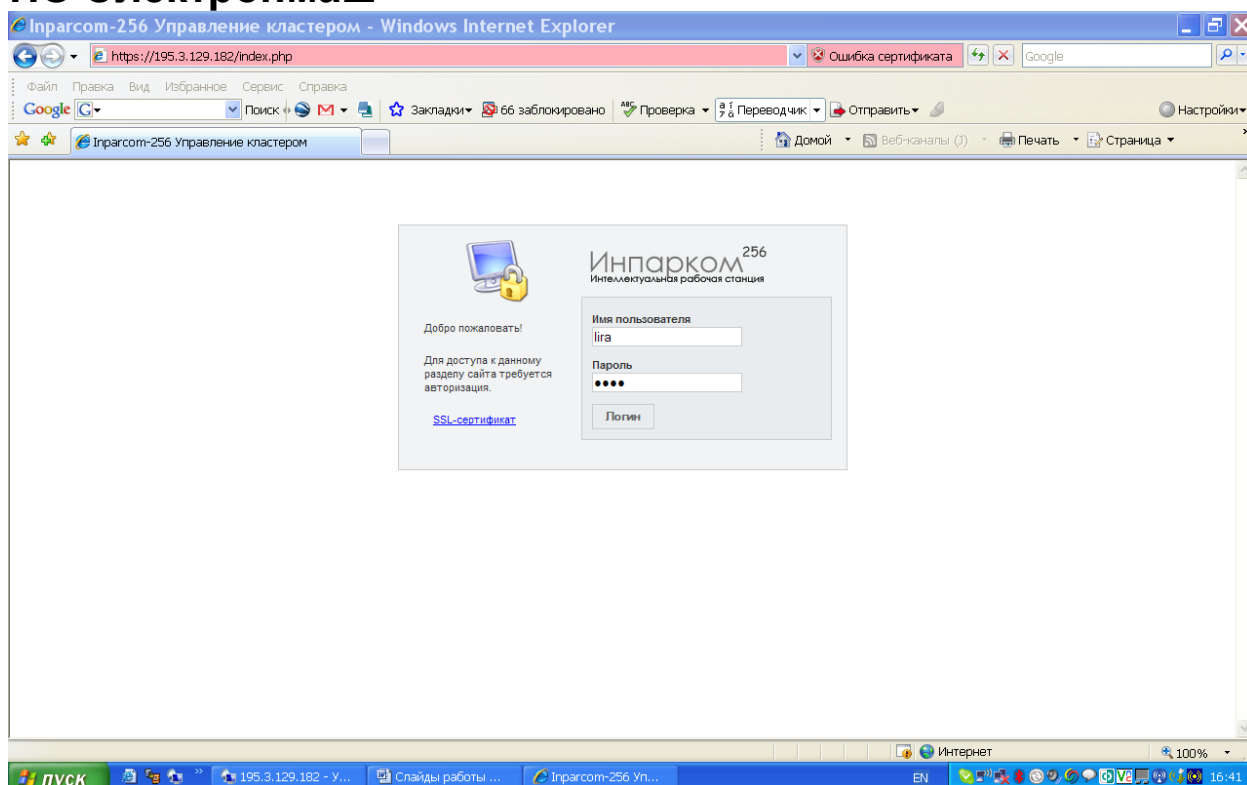 Inparcom-256 Управление кластером - Windows Internet Explorer
https://195.3.129.182/index.php
Ошибка сертификата
Google
Файл Правка Вид Избранное Сервис Справка
Google G Поиск Закладки 66 заблокировано ABC Проверка Переводчик Отправить Настройки
Inparcom-256 Управление кластером
Домой Веб-каналы (J) Печать Страница
Инпарком 256
Интеллектуальная рабочая станция
Добро пожаловать!
Для доступа к данному
разделу сайта требуется
авторизация.
SSL-сертификат
Имя пользователя
lira
Пароль
••••
Логин
Интернет
100%
пуск
195.3.129.182 - У...
Слайды работы ...
Inparcom-256 Уп...
EN
16:41